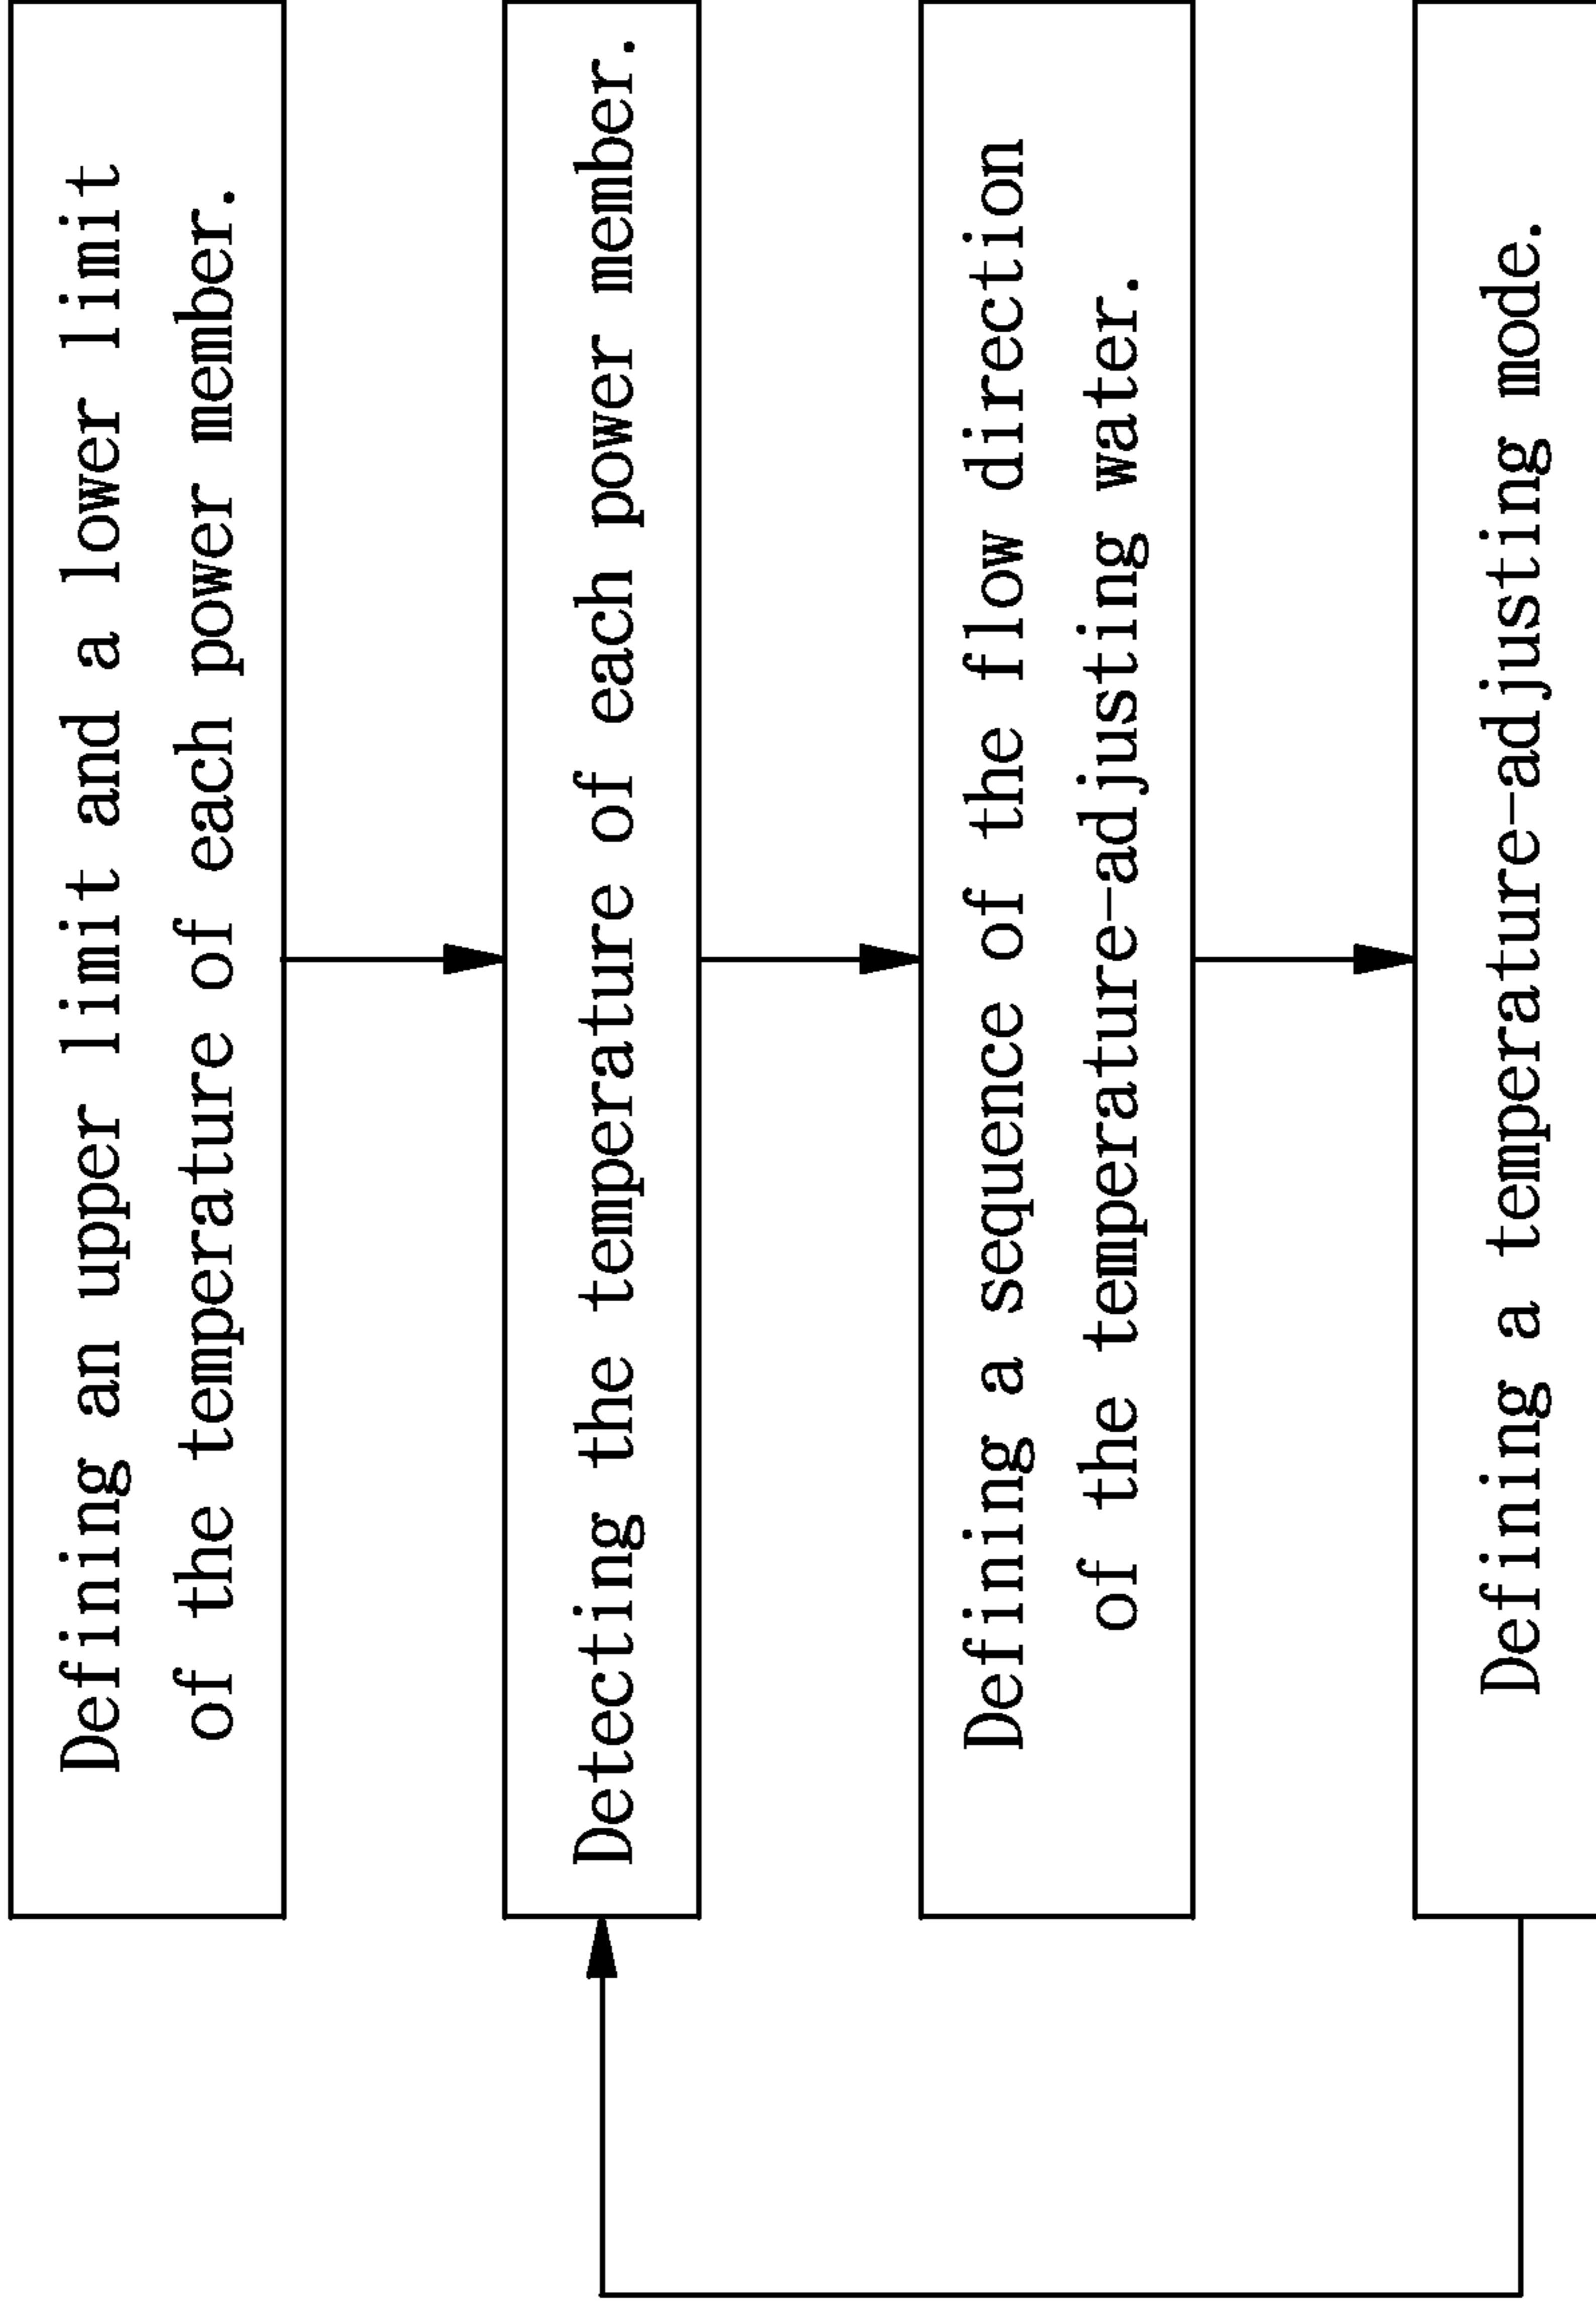 Defining an upper limit and a lower limit
of the temperature of each power member.
Detecting the temperature of each power member.
Defining a sequence of the flow direction
of the temperature-adjusting water.
Defining a temperature-adjusting mode.